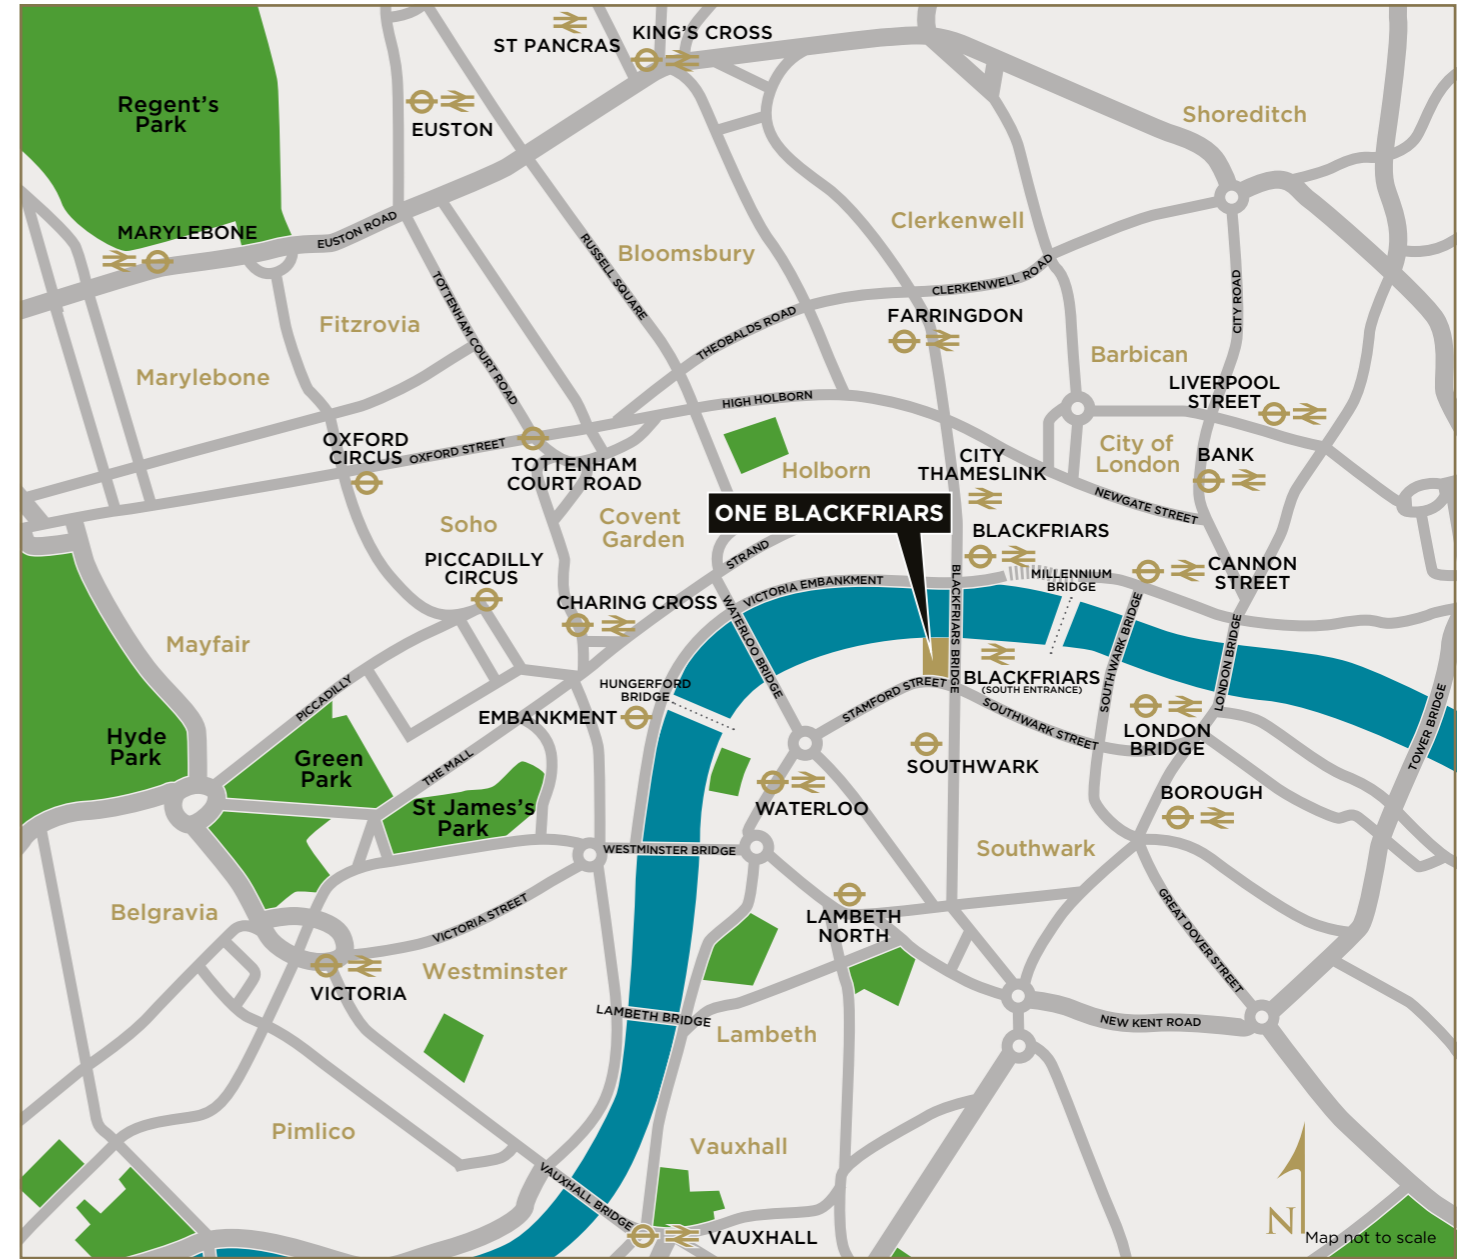 KING'S CROSS
ST PANCRAS
Regent's
Park
EUSTON
Shoreditch
MARYLEBONE
EUSTON ROAD
Clerkenwell
RUSSELL SQUARE
Bloomsbury
CLERKENWELL ROAD
CITY ROAD
TOTTENHAM COURT ROAD
Fitzrovia
THEOBALDS ROAD
FARRINGDON
Barbican
Marylebone
LIVERPOOL
STREET
HIGH HOLBORN
OXFORD
CIRCUS
OXFORD STREET
TOTTENHAM
COURT ROAD
Holborn
CITY
THAMESLINK
City of
London
BANK
NEWGATE STREET
Soho
Covent
Garden
ONE BLACKFRIARS
BLACKFRIARS
STRAND
PICCADILLY
CIRCUS
VICTORIA EMBANKMENT
MILLENNIUM
BRIDGE
CANNON
STREET
CHARING CROSS
WATERLOO BRIDGE
BLACKFRIARS BRIDGE
SOUTHWARK BRIDGE
LONDON BRIDGE
Mayfair
HUNGERFORD
BRIDGE
BLACKFRIARS
(SOUTH ENTRANCE)
PICCADILLY
EMBANKMENT
STAMFORD STREET
SOUTHWARK STREET
LONDON
BRIDGE
TOWER BRIDGE
Hyde
Park
Green
Park
THE MALL
SOUTHWARK
St James's
Park
WATERLOO
BOROUGH
WESTMINSTER BRIDGE
Southwark
Belgravia
VICTORIA STREET
LAMBETH
NORTH
GREAT DOVER STREET
Westminster
VICTORIA
LAMBETH BRIDGE
Lambeth
NEW KENT ROAD
Pimlico
Vauxhall
VAUXHALL BRIDGE
VAUXHALL
N
Map not to scale